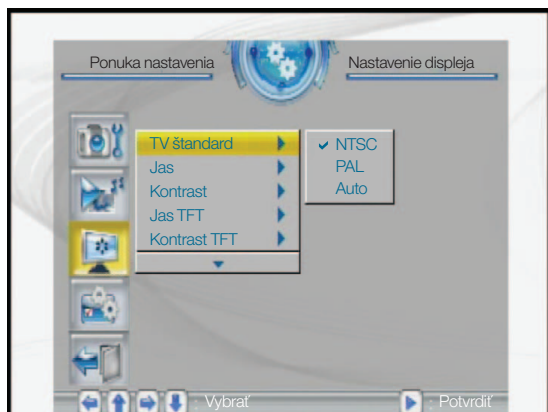 Ponuka nastavenia
Nastavenie displeja
TV štandard
Jas
Kontrast
Jas TFT
Kontrast TFT
NTSC
PAL
Auto
: Vybrať
: Potvrdiť